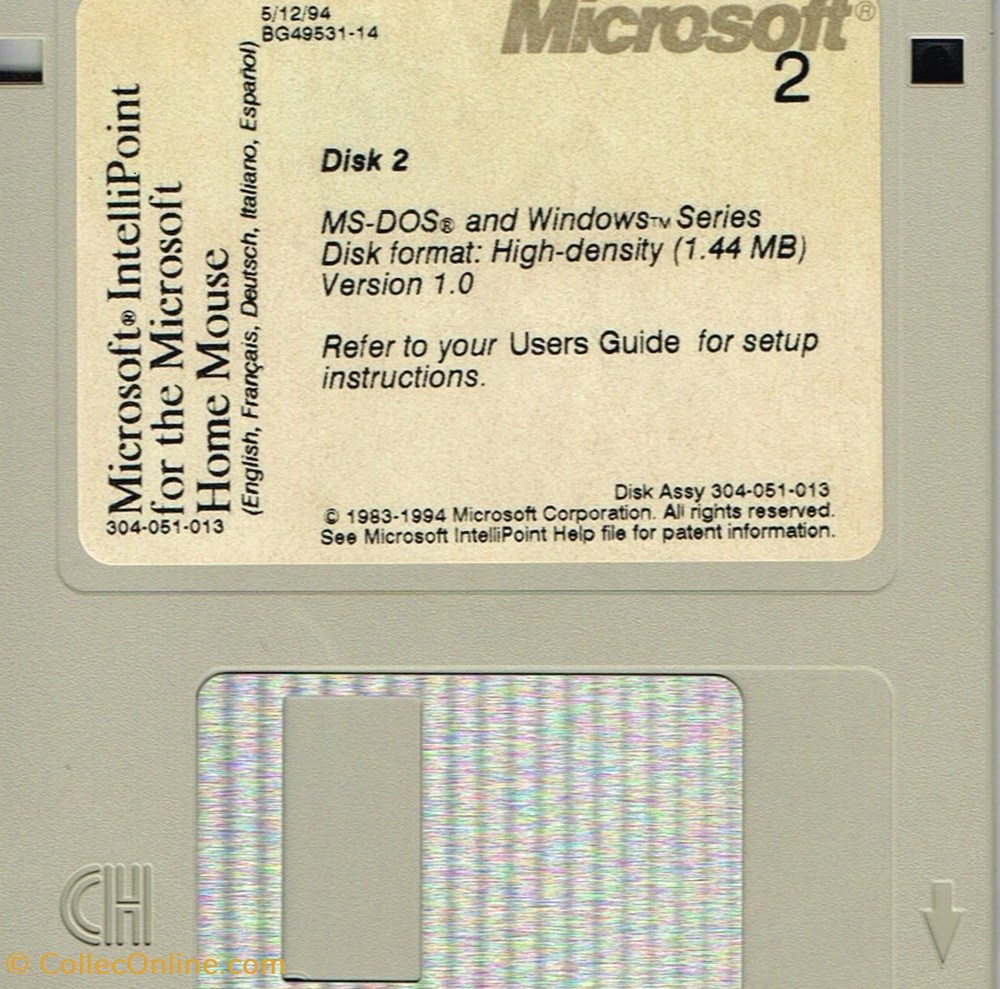 5/12/94
BG49531-14
Microsoft®
2
Microsoft® IntelliPoint
for the Microsoft
Home Mouse
(English, Français, Deutsch, Italiano, Español)
304-051-013
Disk 2
MS-DOS® and Windows™ Series
Disk format: High-density (1.44 MB)
Version 1.0
Refer to your Users Guide for setup
instructions.
Disk Assy 304-051-013
© 1983-1994 Microsoft Corporation. All rights reserved.
See Microsoft IntelliPoint Help file for patent information.
CH
© CollecOnline.com